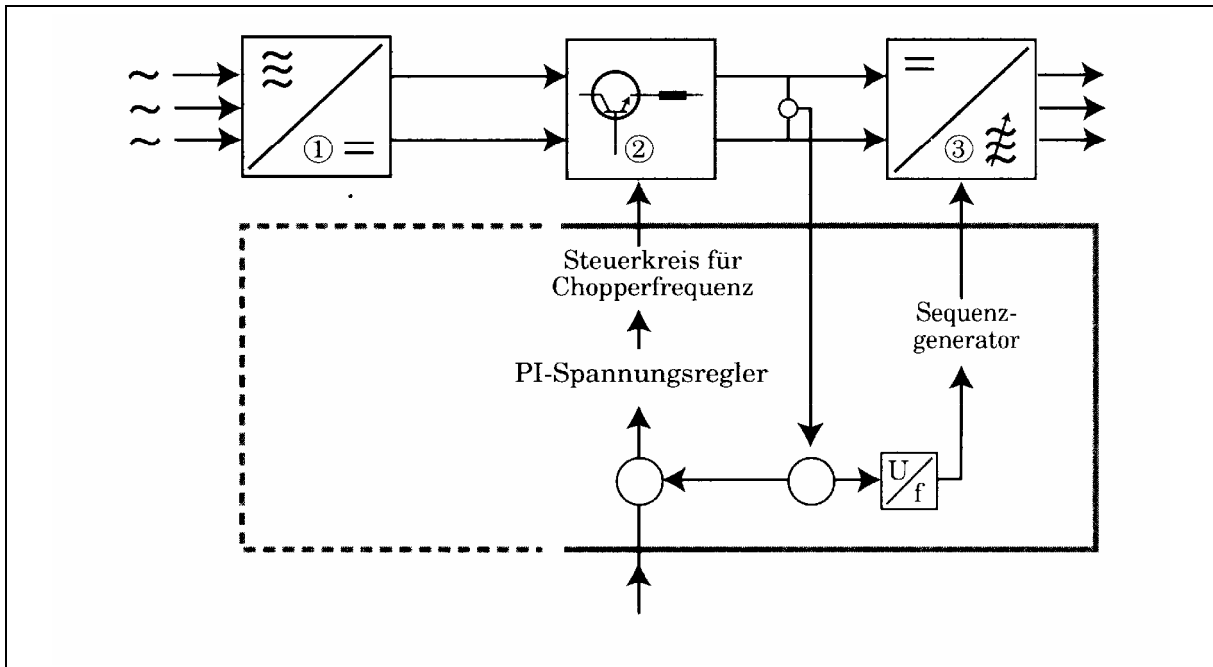 ①
②
③
Steuerkreis für
Chopperfrequenz
PI-Spannungsregler
Sequenz-
generator
U
f